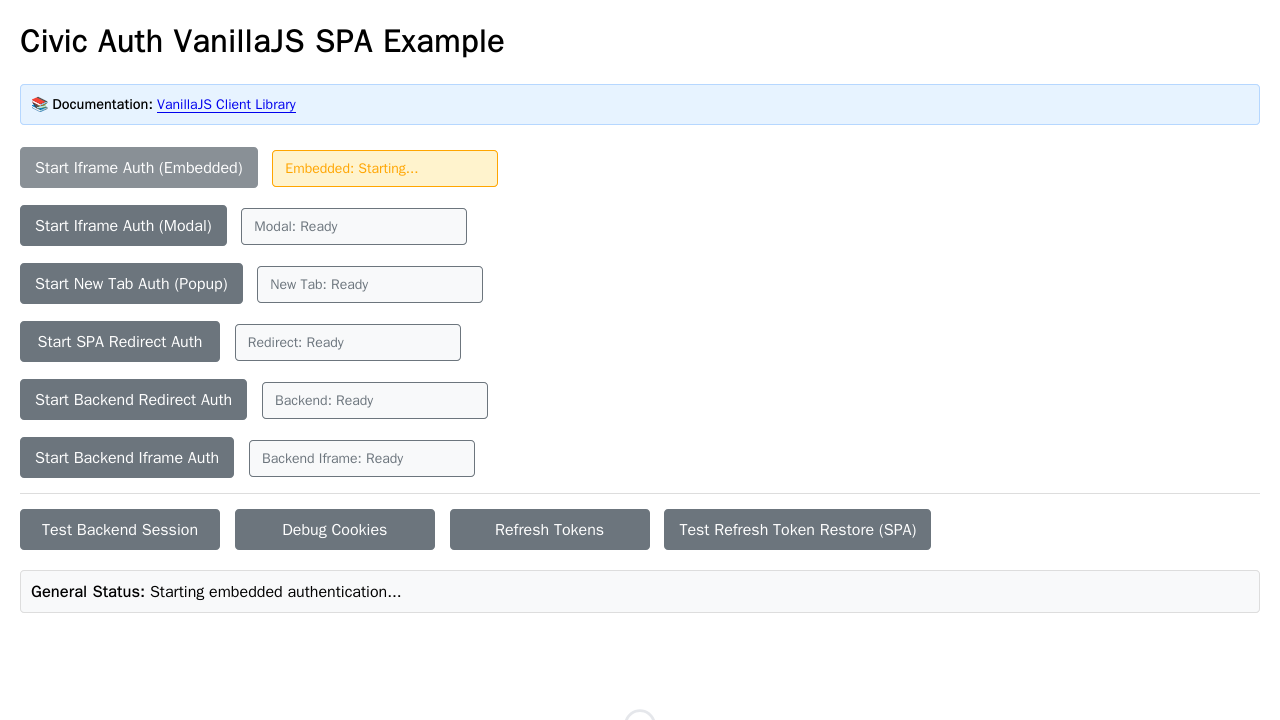 Civic Auth VanillaJS SPA Example
📚 Documentation: VanillaJS Client Library
Start Iframe Auth (Embedded) Embedded: Starting...
Start Iframe Auth (Modal) Modal: Ready
Start New Tab Auth (Popup) New Tab: Ready
Start SPA Redirect Auth Redirect: Ready
Start Backend Redirect Auth Backend: Ready
Start Backend Iframe Auth Backend Iframe: Ready
Test Backend Session Debug Cookies Refresh Tokens Test Refresh Token Restore (SPA)
General Status: Starting embedded authentication...